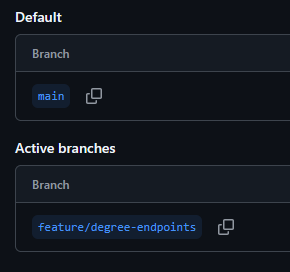 Default
Branch
main
Active branches
Branch
feature/degree-endpoints